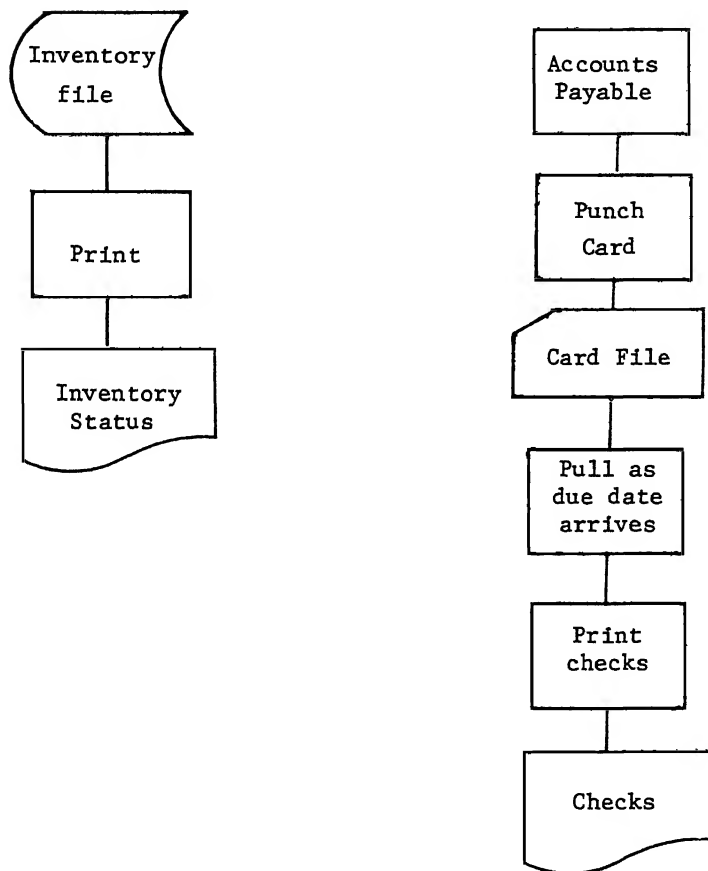 Inventory
file
Print
Inventory
Status
Accounts
Payable
Punch
Card
Card File
Pull as
due date
arrives
Print
checks
Checks